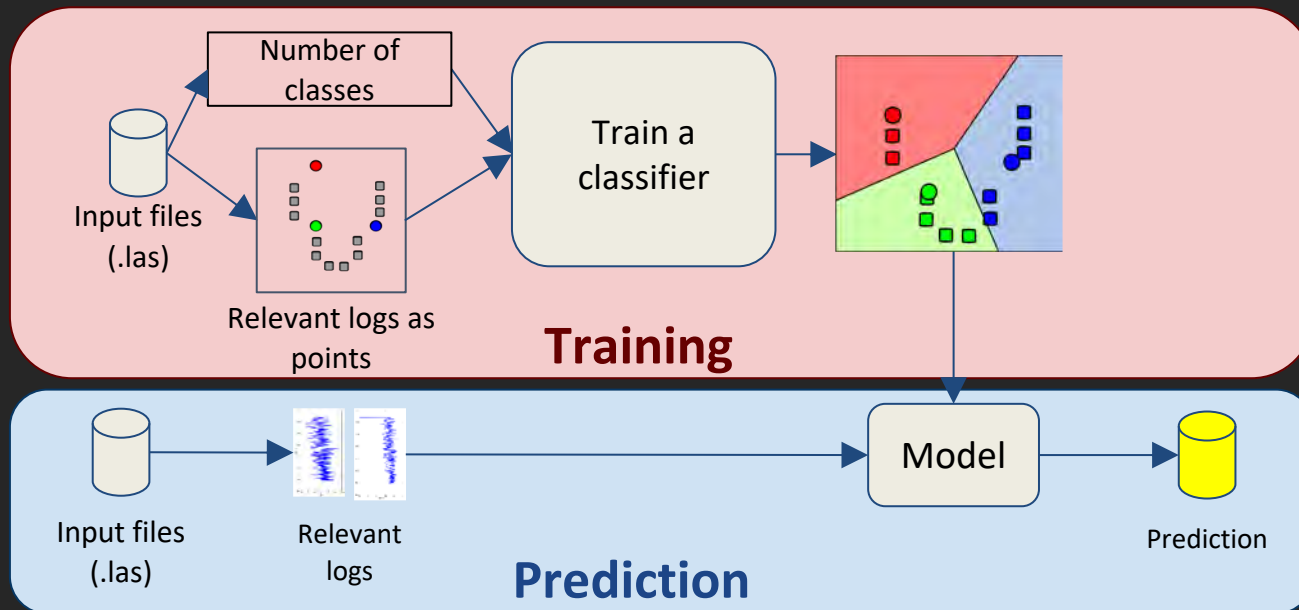 Number of
classes
Train a
classifier
Input files
(.las)
Relevant logs as
points
Training
Model
Input files
(.las)
Relevant
logs
Prediction
Prediction